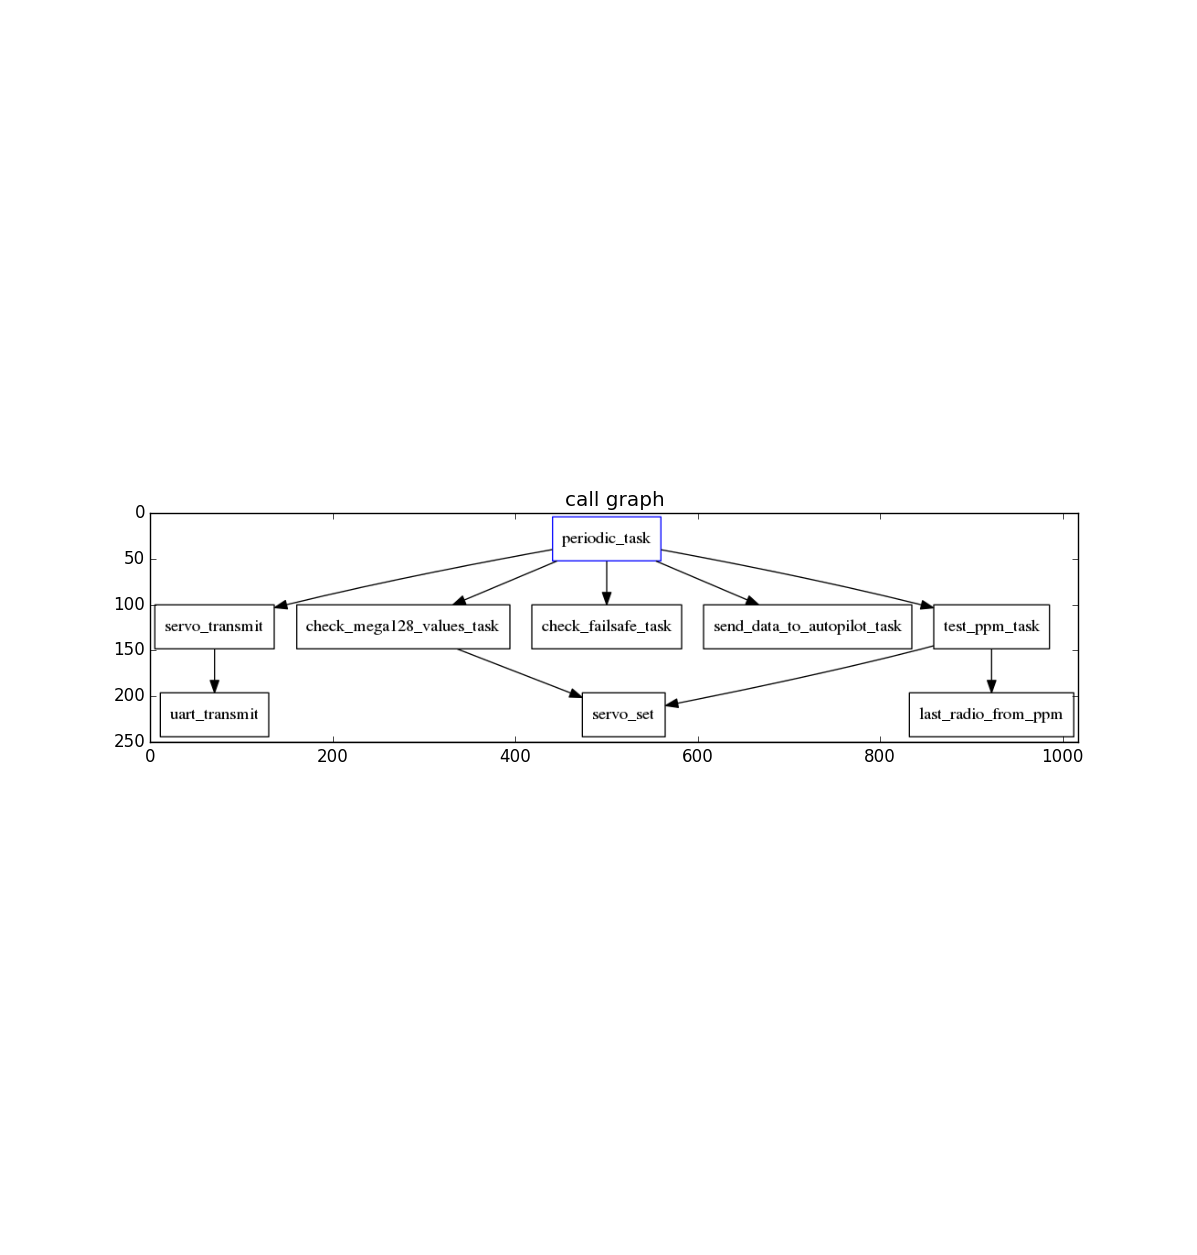 call graph
0
periodic_task
50
100
servo_transmit check_mega128_values_task check_failsafe_task send_data_to_autopilot_task test_ppm_task
150
200
uart_transmit servo_set last_radio_from_ppm
250
0 200 400 600 800 1000